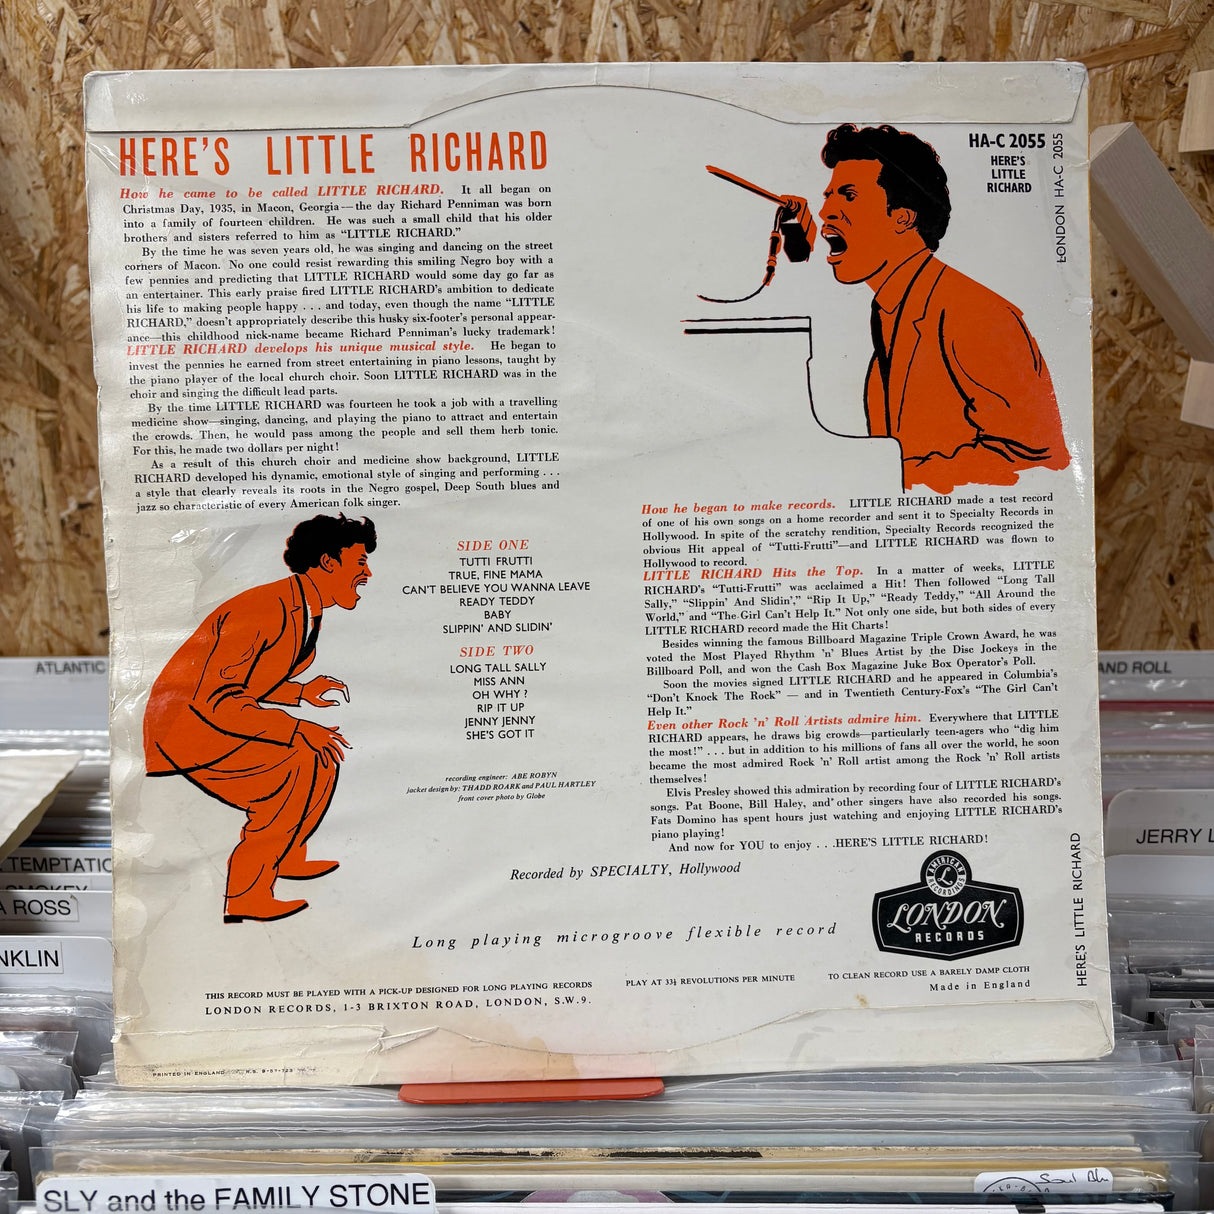 HERE'S LITTLE RICHARD
How he came to be called LITTLE RICHARD. It all began on
Christmas Day, 1935, in Macon, Georgia—the day Richard Penniman was born
into a family of fourteen children. He was such a small child that his older
brothers and sisters referred to him as "LITTLE RICHARD."
By the time he was seven years old, he was singing and dancing on the street
corners of Macon. No one could resist rewarding this smiling Negro boy with a
few pennies and predicting that LITTLE RICHARD would some day go far as
an entertainer. This early praise fired LITTLE RICHARD's ambition to dedicate
his life to making people happy . . . and today, even though the name "LITTLE
RICHARD," doesn't appropriately describe this husky six-footer's personal appear-
ance—this childhood nick-name became Richard Penniman's lucky trademark!
LITTLE RICHARD develops his unique musical style. He began to
invest the pennies he earned from street entertaining in piano lessons, taught by
the piano player of the local church choir. Soon LITTLE RICHARD was in the
choir and singing the difficult lead parts.
By the time LITTLE RICHARD was fourteen he took a job with a travelling
medicine show—singing, dancing, and playing the piano to attract and entertain
the crowds. Then, he would pass among the people and sell them herb tonic.
For this, he made two dollars per night!
As a result of this church choir and medicine show background, LITTLE
RICHARD developed his dynamic, emotional style of singing and performing . . .
a style that clearly reveals its roots in the Negro gospel, Deep South blues and
jazz so characteristic of every American folk singer.
SIDE ONE
TUTTI FRUTTI
TRUE, FINE MAMA
CAN'T BELIEVE YOU WANNA LEAVE
READY TEDDY
BABY
SLIPPIN' AND SLIDIN'
SIDE TWO
LONG TALL SALLY
MISS ANN
OH WHY ?
RIP IT UP
JENNY JENNY
SHE'S GOT IT
recording engineer: ABE ROBYN
jacket design by: THADD ROARK and PAUL HARTLEY
front cover photo by Globe
HA-C 2055
HERE'S
LITTLE
RICHARD
LONDON HA-C 2055
How he began to make records. LITTLE RICHARD made a test record
of one of his own songs on a home recorder and sent it to Specialty Records in
Hollywood. In spite of the scratchy rendition, Specialty Records recognized the
obvious Hit appeal of "Tutti-Frutti"—and LITTLE RICHARD was flown to
Hollywood to record.
LITTLE RICHARD Hits the Top. In a matter of weeks, LITTLE
RICHARD's "Tutti-Frutti" was acclaimed a Hit! Then followed "Long Tall
Sally," "Slippin' And Slidin'," "Rip It Up," "Ready Teddy," "All Around the
World," and "The Girl Can't Help It." Not only one side, but both sides of every
LITTLE RICHARD record made the Hit Charts!
Besides winning the famous Billboard Magazine Triple Crown Award, he was
voted the Most Played Rhythm 'n' Blues Artist by the Disc Jockeys in the
Billboard Poll, and won the Cash Box Magazine Juke Box Operator's Poll.
Soon the movies signed LITTLE RICHARD and he appeared in Columbia's
"Don't Knock The Rock" — and in Twentieth Century-Fox's "The Girl Can't
Help It."
Even other Rock 'n' Roll Artists admire him. Everywhere that LITTLE
RICHARD appears, he draws big crowds—particularly teen-agers who "dig him
the most!" . . . but in addition to his millions of fans all over the world, he soon
became the most admired Rock 'n' Roll artist among the Rock 'n' Roll artists
themselves!
Elvis Presley showed this admiration by recording four of LITTLE RICHARD's
songs. Pat Boone, Bill Haley, and other singers have also recorded his songs.
Fats Domino has spent hours just watching and enjoying LITTLE RICHARD's
piano playing!
And now for YOU to enjoy . . .HERE'S LITTLE RICHARD!
Recorded by SPECIALTY, Hollywood
Long playing microgroove flexible record
AMERICAN
L
RECORDINGS
LONDON
RECORDS
HERE'S LITTLE RICHARD
THIS RECORD MUST BE PLAYED WITH A PICK-UP DESIGNED FOR LONG PLAYING RECORDS
PLAY AT 33⅓ REVOLUTIONS PER MINUTE
TO CLEAN RECORD USE A BARELY DAMP CLOTH
LONDON RECORDS, 1-3 BRIXTON ROAD, LONDON, S.W.9.
Made in England
PRINTED IN ENGLAND
ATLANTIC
AND ROLL
TEMPTATIO
SMOKEY
A ROSS
NKLIN
JERRY L
SLY and the FAMILY STONE
Soul